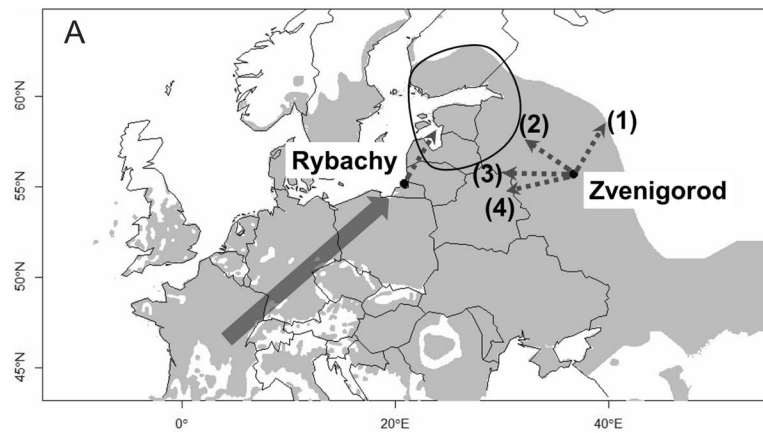 A
60°N
(1)
(2)
Rybachy
55°N
(3)
Zvenigorod
(4)
50°N
45°N
0°
20°E
40°E